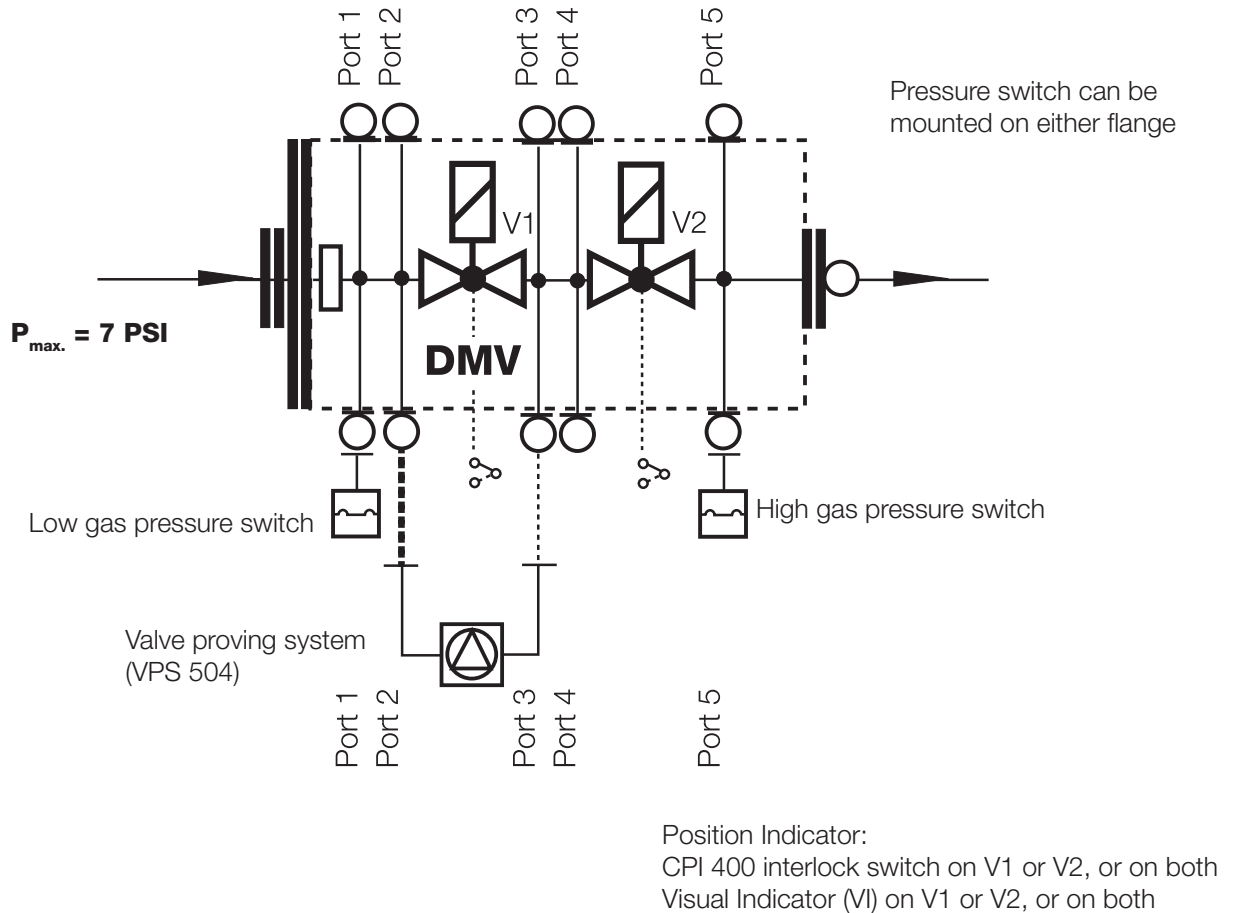 Port 1
Port 2
Port 3
Port 4
Port 5
Pressure switch can be
mounted on either flange
V1
V2
Pmax. = 7 PSI
DMV
Low gas pressure switch
High gas pressure switch
Valve proving system
(VPS 504)
Port 1
Port 2
Port 3
Port 4
Port 5
Position Indicator:
CPI 400 interlock switch on V1 or V2, or on both
Visual Indicator (VI) on V1 or V2, or on both